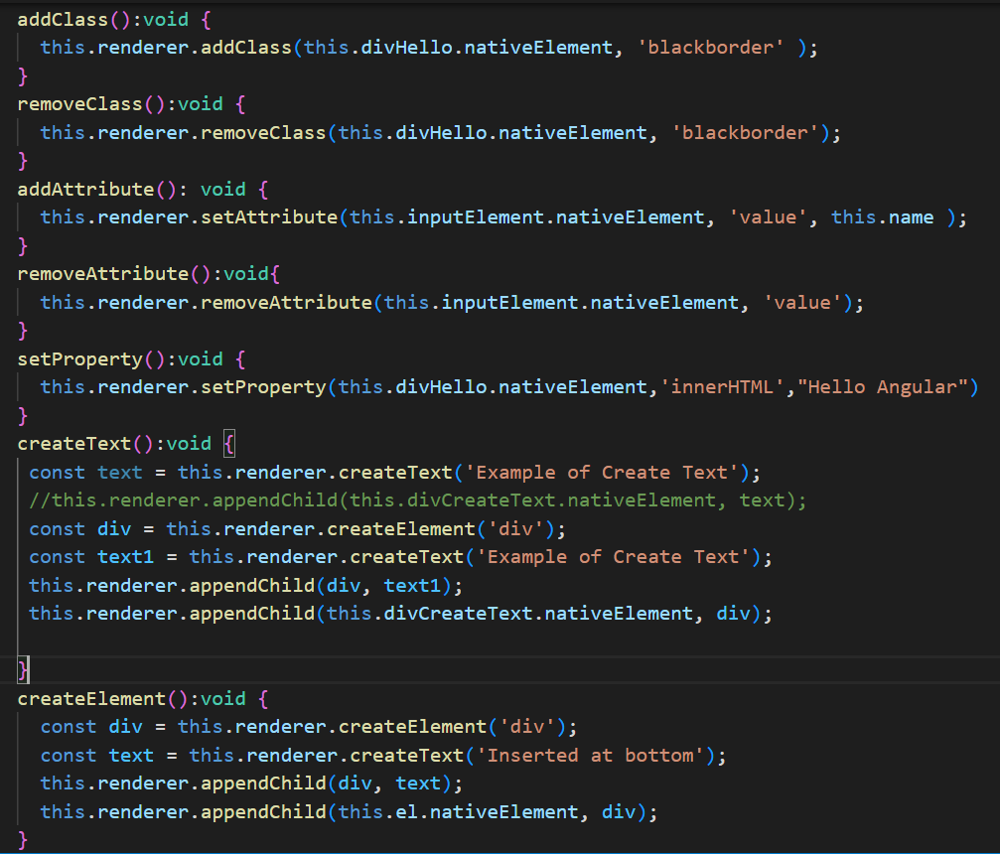 addClass():void {
this.renderer.addClass(this.divHello.nativeElement, 'blackborder' );
}
removeClass():void {
this.renderer.removeClass(this.divHello.nativeElement, 'blackborder');
}
addAttribute(): void {
this.renderer.setAttribute(this.inputElement.nativeElement, 'value', this.name );
}
removeAttribute():void{
this.renderer.removeAttribute(this.inputElement.nativeElement, 'value');
}
setProperty():void {
this.renderer.setProperty(this.divHello.nativeElement,'innerHTML',"Hello Angular")
}
createText():void {
const text = this.renderer.createText('Example of Create Text');
//this.renderer.appendChild(this.divCreateText.nativeElement, text);
const div = this.renderer.createElement('div');
const text1 = this.renderer.createText('Example of Create Text');
this.renderer.appendChild(div, text1);
this.renderer.appendChild(this.divCreateText.nativeElement, div);
}
createElement():void {
const div = this.renderer.createElement('div');
const text = this.renderer.createText('Inserted at bottom');
this.renderer.appendChild(div, text);
this.renderer.appendChild(this.el.nativeElement, div);
}